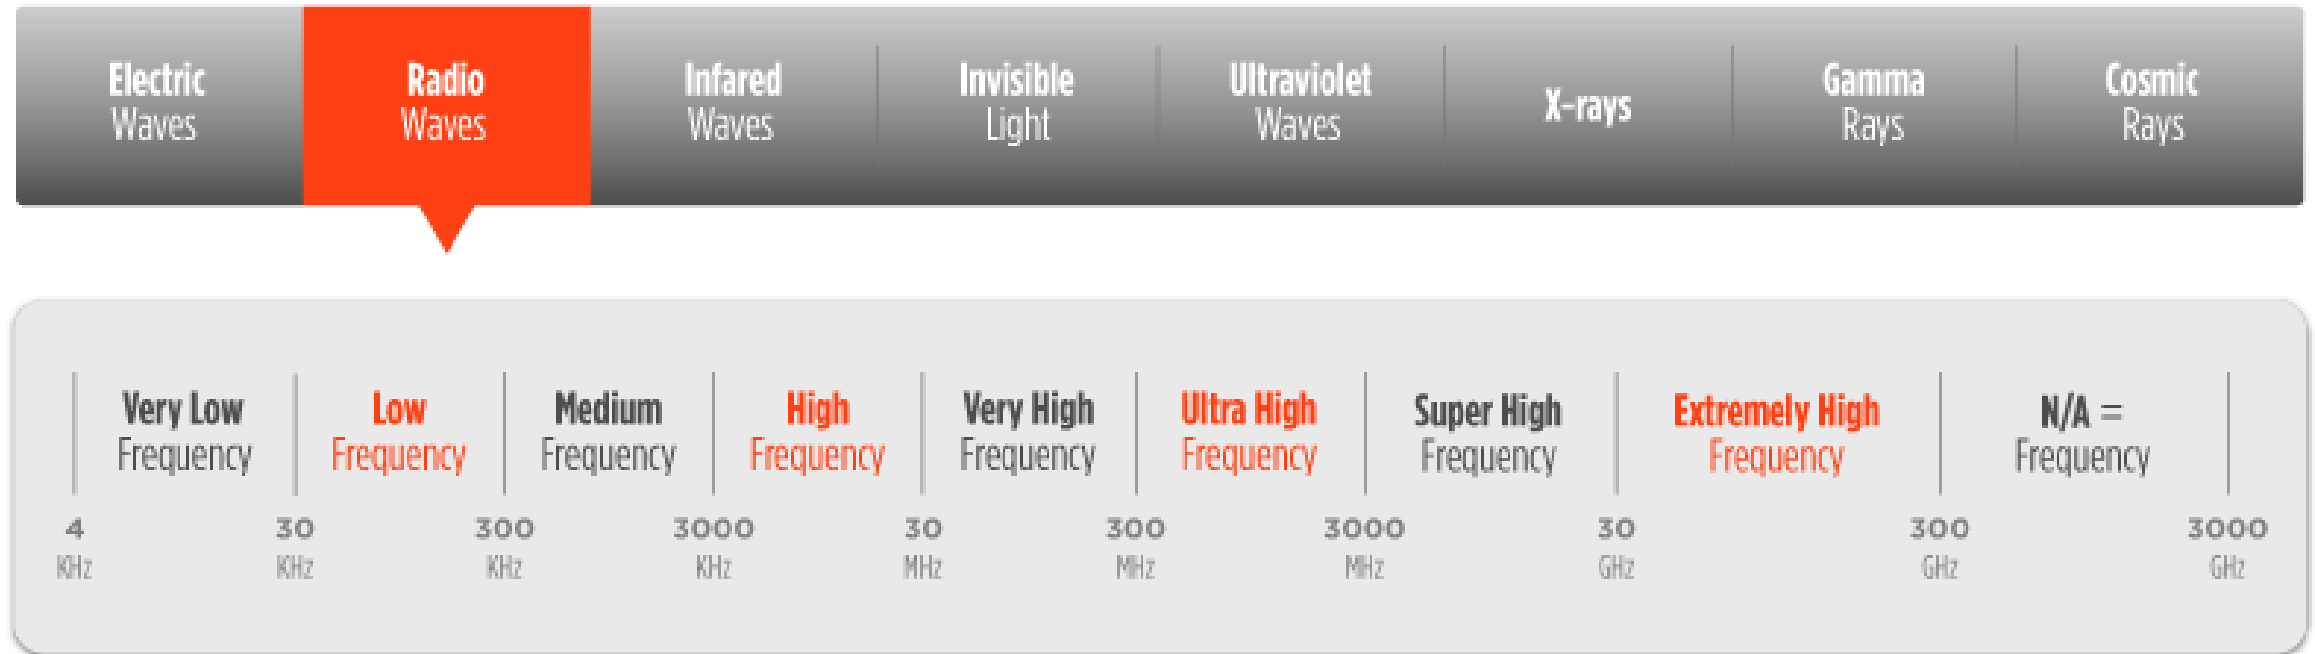 Electric
Waves
Radio
Waves
Infared
Waves
Invisible
Light
Ultraviolet
Waves
X-rays
Gamma
Rays
Cosmic
Rays
Very Low
Frequency
Low
Frequency
Medium
Frequency
High
Frequency
Very High
Frequency
Ultra High
Frequency
Super High
Frequency
Extremely High
Frequency
N/A =
Frequency
4
KHz
30
KHz
300
KHz
3000
KHz
30
MHz
300
MHz
3000
MHz
30
GHz
300
GHz
3000
GHz